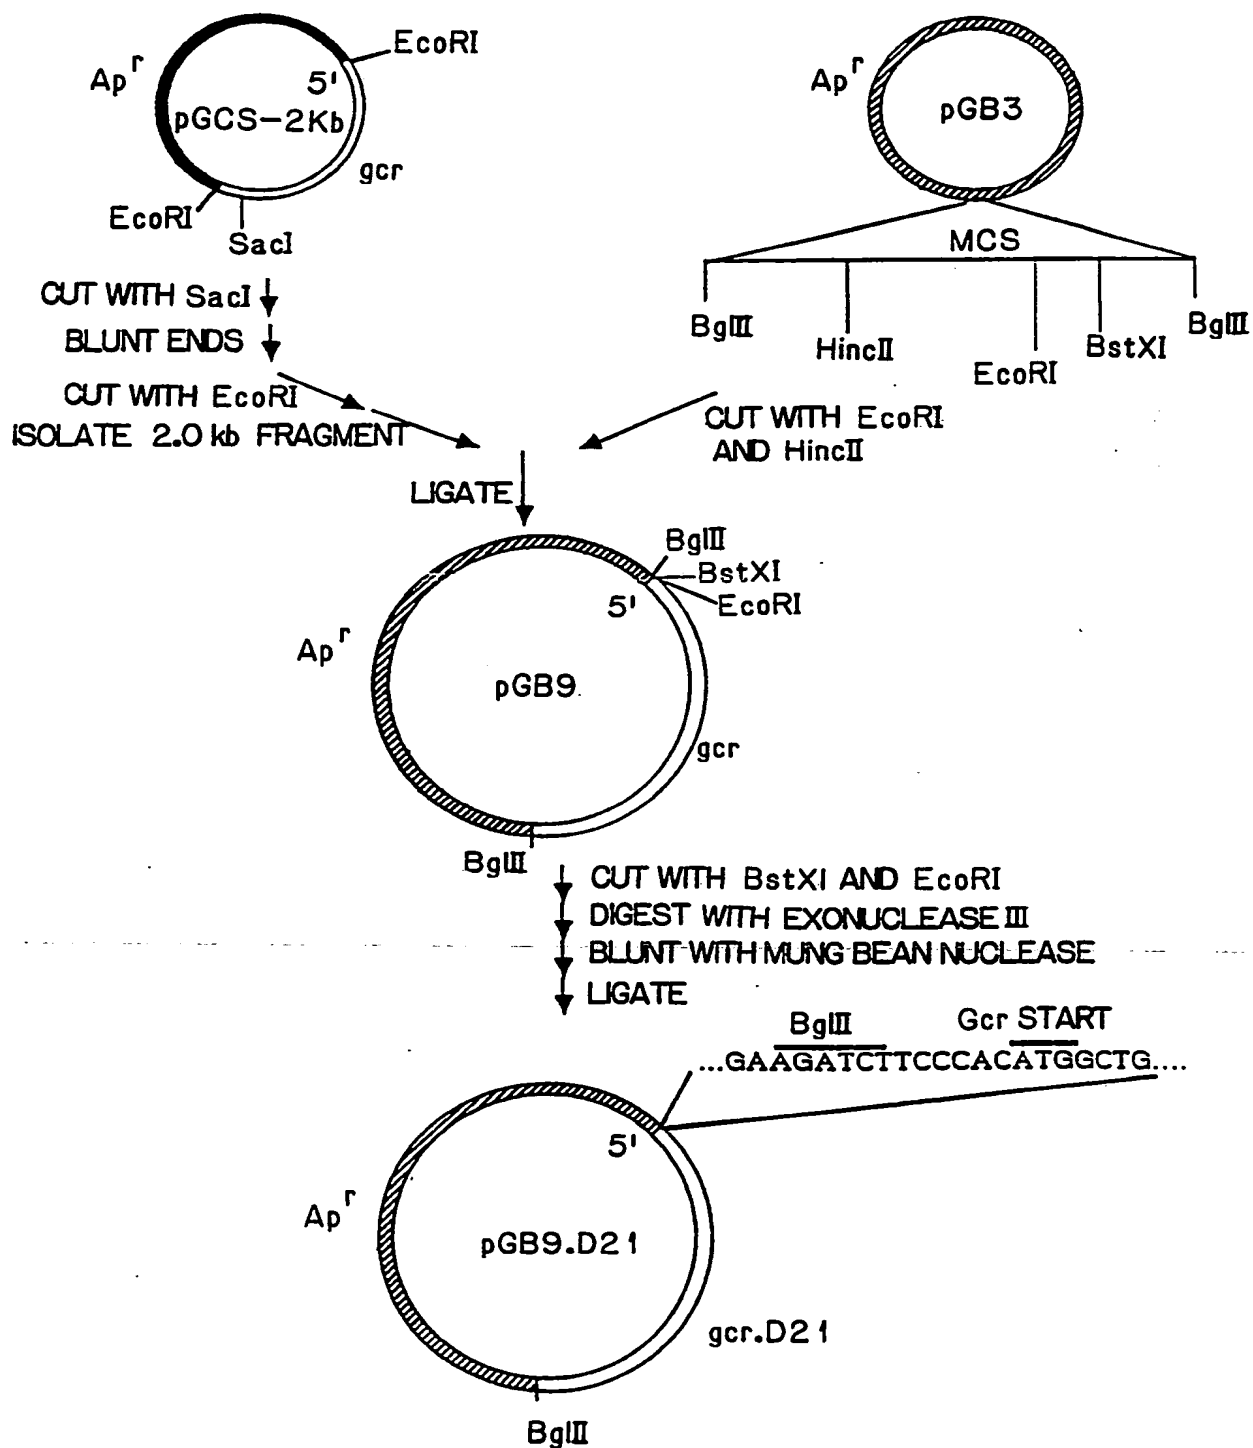 EcoRI
Ap r
5'
pGCS-2Kb
gcr
EcoRI
SacI
Ap r
pGB3
MCS
BglII
HincII
EcoRI
BstXI
BglII
CUT WITH SacI
BLUNT ENDS
CUT WITH EcoRI
ISOLATE 2.0 kb FRAGMENT
CUT WITH EcoRI
AND HincII
LIGATE
BglII
BstXI
EcoRI
5'
Ap r
pGB9
gcr
BglII
CUT WITH BstXI AND EcoRI
DIGEST WITH EXONUCLEASE III
BLUNT WITH MUNG BEAN NUCLEASE
LIGATE
BglII
Gcr START
...GAAGATCTTCCCACATGGCTG....
5'
Ap r
pGB9.D21
gcr.D21
BglII